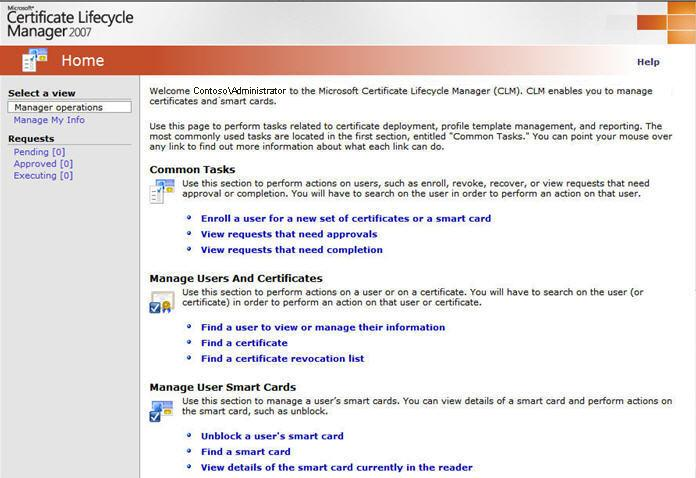 Microsoft
Certificate Lifecycle
Manager 2007
Home
Help
Select a view
Manager operations
Manage My Info
Requests
Pending [0]
Approved [0]
Executing [0]
Welcome Contoso\Administrator to the Microsoft Certificate Lifecycle Manager (CLM). CLM enables you to manage
certificates and smart cards.
Use this page to perform tasks related to certificate deployment, profile template management, and reporting. The
most commonly used tasks are located in the first section, entitled "Common Tasks." You can point your mouse over
any link to find out more information about what each link can do.
Common Tasks
Use this section to perform actions on users, such as enroll, revoke, recover, or view requests that need
approval or completion. You will have to search on the user in order to perform an action on that user.
Enroll a user for a new set of certificates or a smart card
View requests that need approvals
View requests that need completion
Manage Users And Certificates
Use this section to perform actions on a user or on a certificate. You will have to search on the user (or
certificate) in order to perform an action on that user or certificate.
Find a user to view or manage their information
Find a certificate
Find a certificate revocation list
Manage User Smart Cards
Use this section to manage a user's smart cards. You can view details of a smart card and perform actions on
the smart card, such as unblock.
Unblock a user's smart card
Find a smart card
View details of the smart card currently in the reader